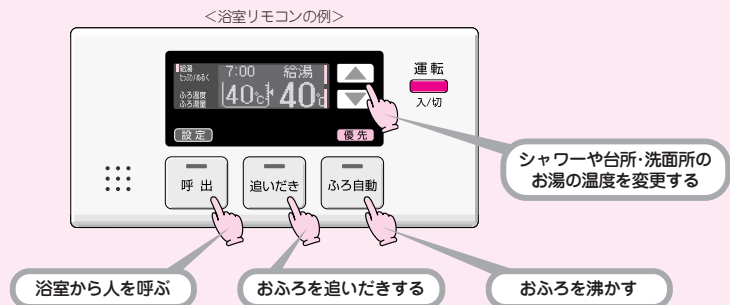 ＜浴室リモコンの例＞
給湯
たっぷり/ぬるく
7:00
給湯
ふろ温度
ふろ湯量
40℃
40℃
設定
優先
運転
入/切
呼出
追いだき
ふろ自動
シャワーや台所・洗面所の
お湯の温度を変更する
浴室から人を呼ぶ
おふろを追いだきする
おふろを沸かす